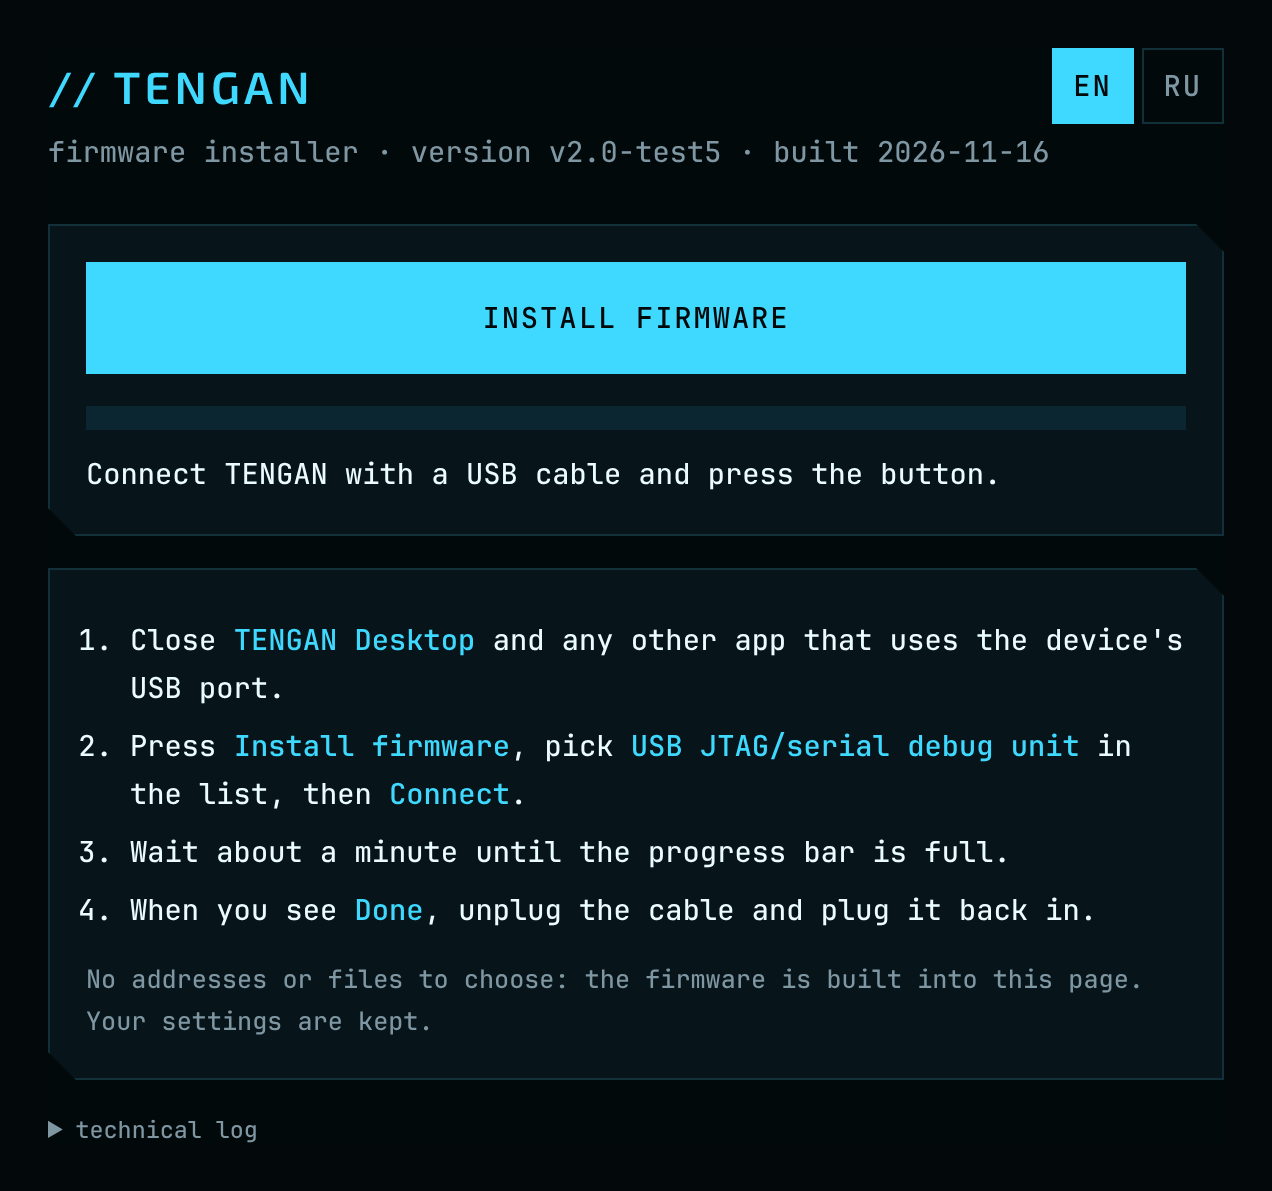 // TENGAN
EN
RU
firmware installer · version v2.0-test5 · built 2026-11-16
INSTALL FIRMWARE
Connect TENGAN with a USB cable and press the button.
1. Close TENGAN Desktop and any other app that uses the device's
USB port.
2. Press Install firmware, pick USB JTAG/serial debug unit in
the list, then Connect.
3. Wait about a minute until the progress bar is full.
4. When you see Done, unplug the cable and plug it back in.
No addresses or files to choose: the firmware is built into this page.
Your settings are kept.
technical log